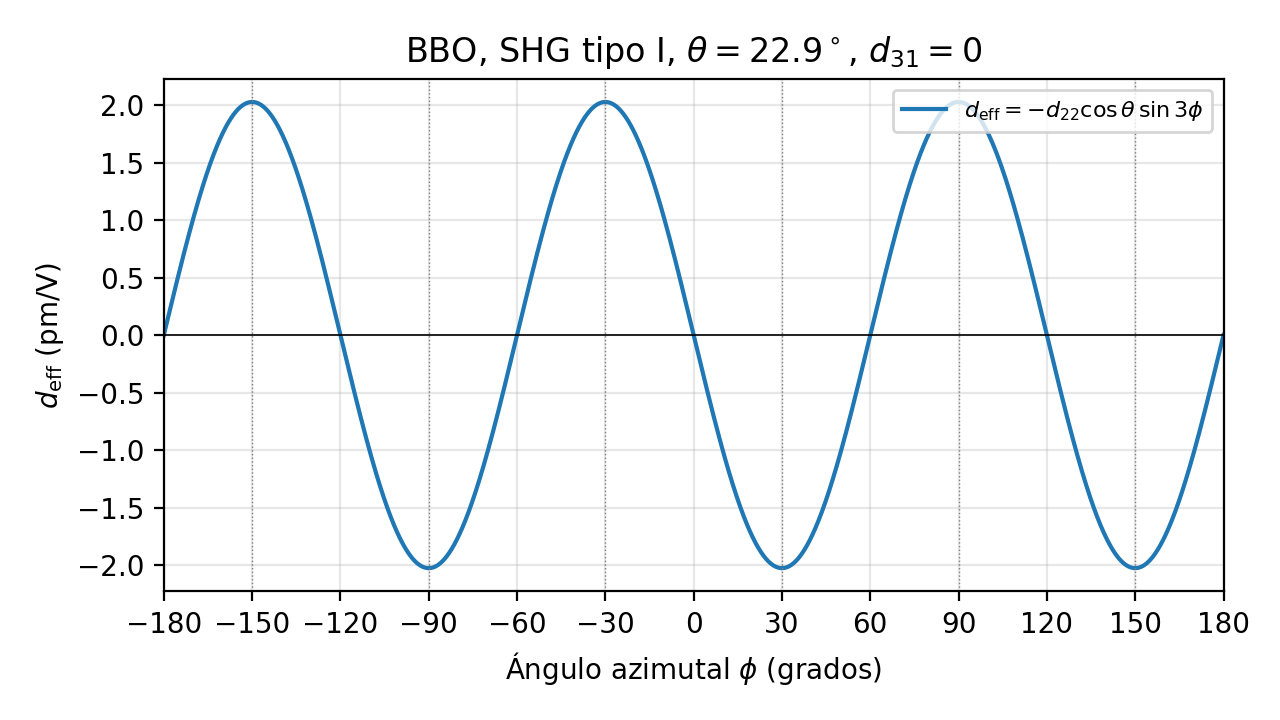 BBO, SHG tipo I, θ = 22.9°, d₃₁ = 0
d_eff = −d₂₂cos θ sin 3ϕ
d_eff (pm/V)
2.0
1.5
1.0
0.5
0.0
−0.5
−1.0
−1.5
−2.0
−180 −150 −120 −90 −60 −30 0 30 60 90 120 150 180
Ángulo azimutal ϕ (grados)